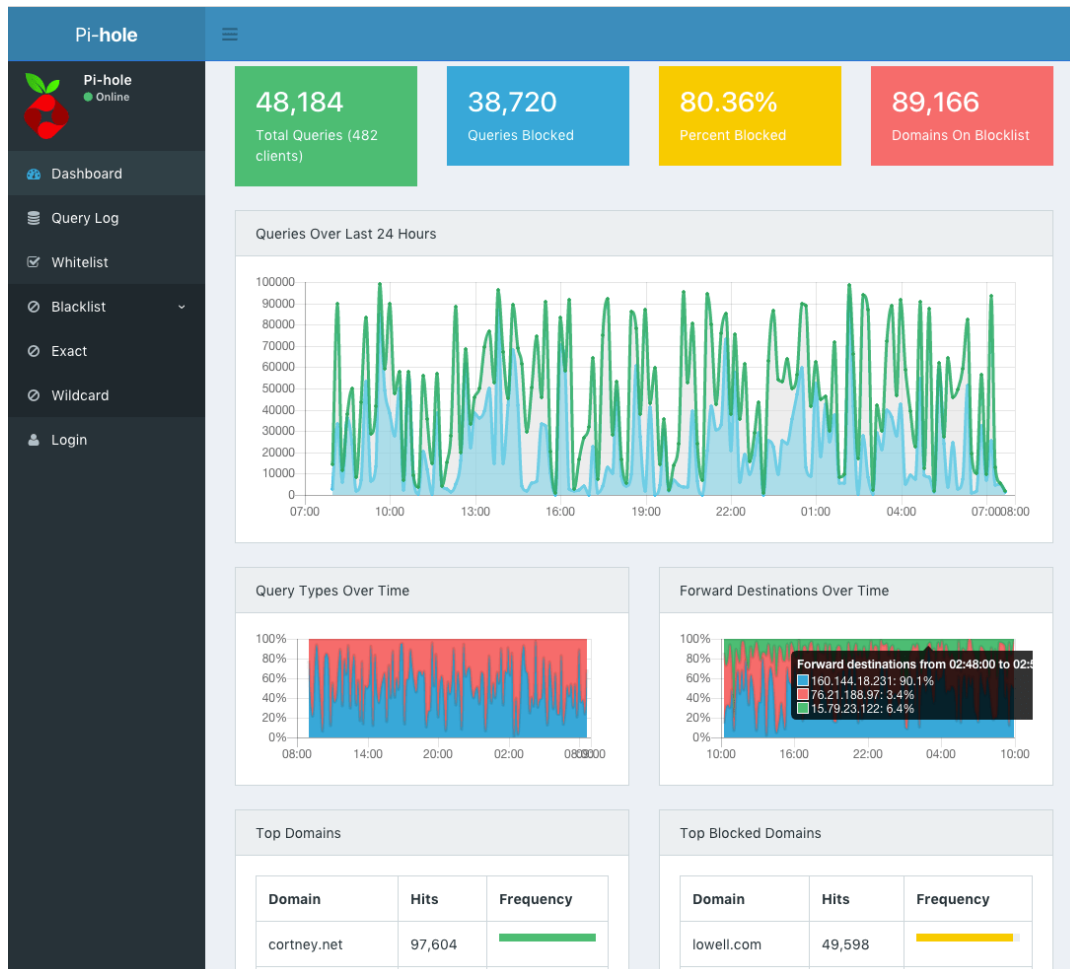 Pi-hole
Pi-hole
Online
Dashboard
Query Log
Whitelist
Blacklist
Exact
Wildcard
Login
48,184
Total Queries (482
clients)
38,720
Queries Blocked
80.36%
Percent Blocked
89,166
Domains On Blocklist
Queries Over Last 24 Hours
100000
90000
80000
70000
60000
50000
40000
30000
20000
10000
0
07:00 10:00 13:00 16:00 19:00 22:00 01:00 04:00 07:00 08:00
Query Types Over Time
100%
80%
60%
40%
20%
0%
08:00 14:00 20:00 02:00
Forward Destinations Over Time
100%
80%
60%
40%
20%
0%
Forward destinations from 02:48:00 to 02:5
160.144.18.231: 90.1%
76.21.188.97: 3.4%
15.79.23.122: 6.4%
10:00 16:00 22:00 04:00 10:00
Top Domains
Domain Hits Frequency
cortney.net 97,604
Top Blocked Domains
Domain Hits Frequency
lowell.com 49,598